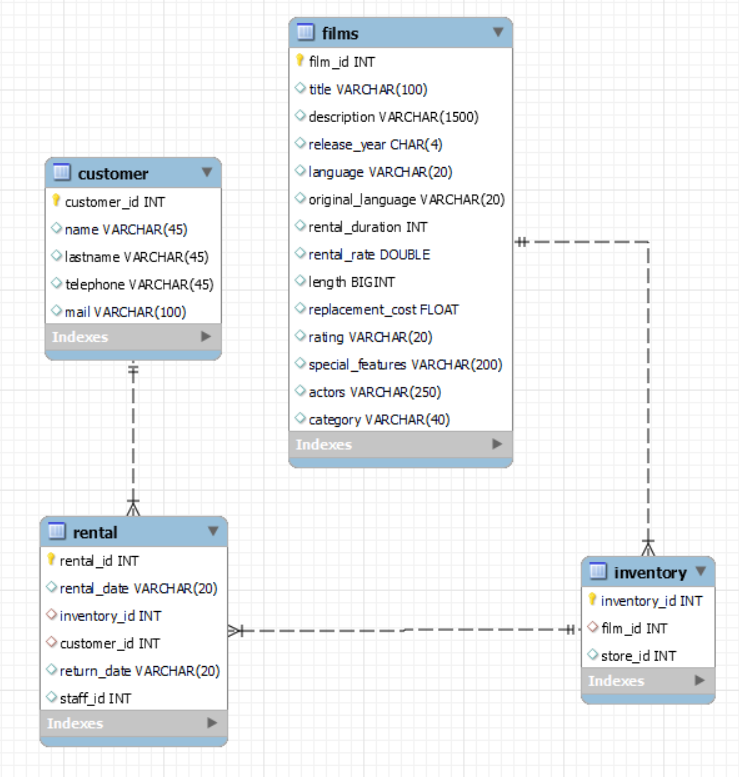 films
film_id INT
title VARCHAR(100)
description VARCHAR(1500)
release_year CHAR(4)
language VARCHAR(20)
original_language VARCHAR(20)
rental_duration INT
rental_rate DOUBLE
length BIGINT
replacement_cost FLOAT
rating VARCHAR(20)
special_features VARCHAR(200)
actors VARCHAR(250)
category VARCHAR(40)
Indexes
customer
customer_id INT
name VARCHAR(45)
lastname VARCHAR(45)
telephone VARCHAR(45)
mail VARCHAR(100)
Indexes
rental
rental_id INT
rental_date VARCHAR(20)
inventory_id INT
customer_id INT
return_date VARCHAR(20)
staff_id INT
Indexes
inventory
inventory_id INT
film_id INT
store_id INT
Indexes